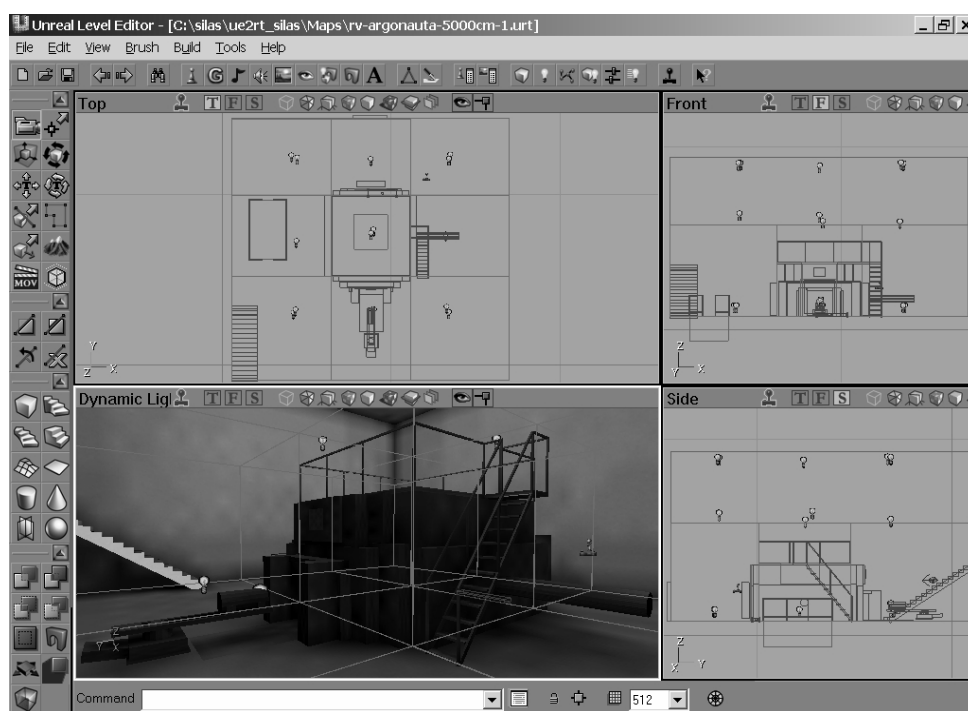 Unreal Level Editor - [C:\silas\ue2rt_silas\Maps\rv-argonauta-5000cm-1.urt]
File Edit View Brush Build Tools Help
G A
Top T F S
Front T F S
MOV
Y
Z X
Z
Y X
Dynamic Ligh T F S
Side T F S
Z
Y X
Z
X Y
Command 512